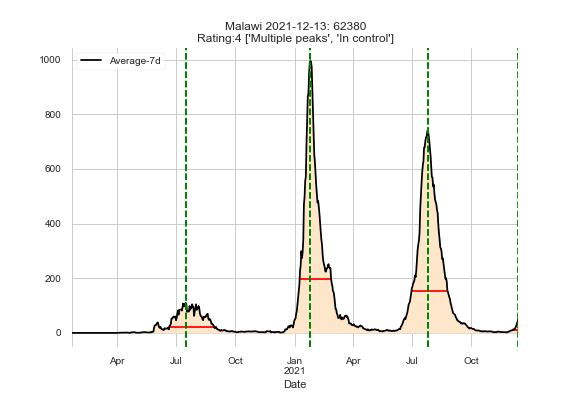 Malawi 2021-12-13: 62380
Rating:4 ['Multiple peaks', 'In control']
Average-7d
1000
800
600
400
200
0
Apr Jul Oct Jan Apr Jul Oct
2021
Date